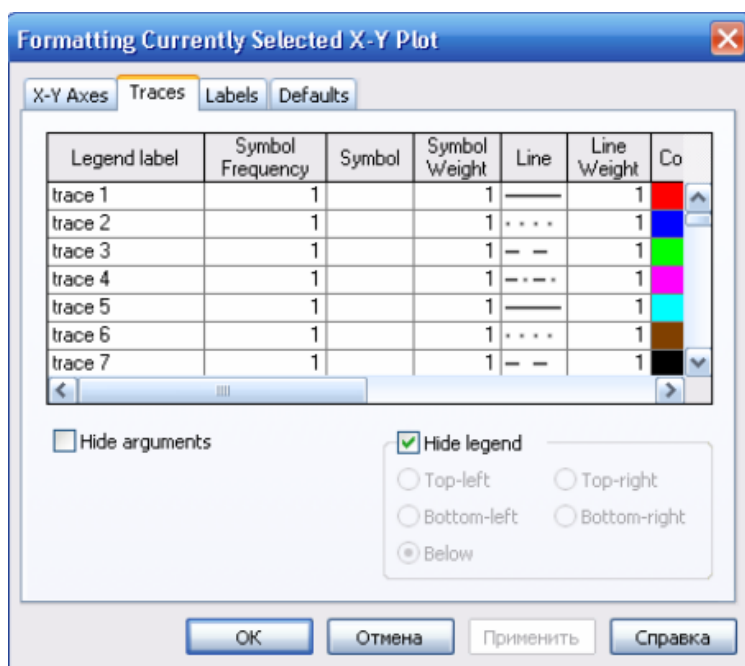 Formatting Currently Selected X-Y Plot
X-Y Axes Traces Labels Defaults
Legend label Symbol Frequency Symbol Symbol Weight Line Line Weight Co
trace 1 1 1 1
trace 2 1 1 1
trace 3 1 1 1
trace 4 1 1 1
trace 5 1 1 1
trace 6 1 1 1
trace 7 1 1 1
Hide arguments
Hide legend
Top-left Top-right
Bottom-left Bottom-right
Below
ОК Отмена Применить Справка